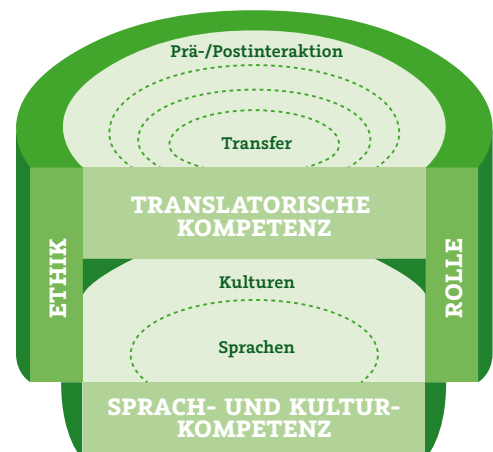 Prä-/Postinteraktion
Transfer
TRANSLATORISCHE
KOMPETENZ
ETHIK
ROLLE
Kulturen
Sprachen
SPRACH- UND KULTUR-
KOMPETENZ